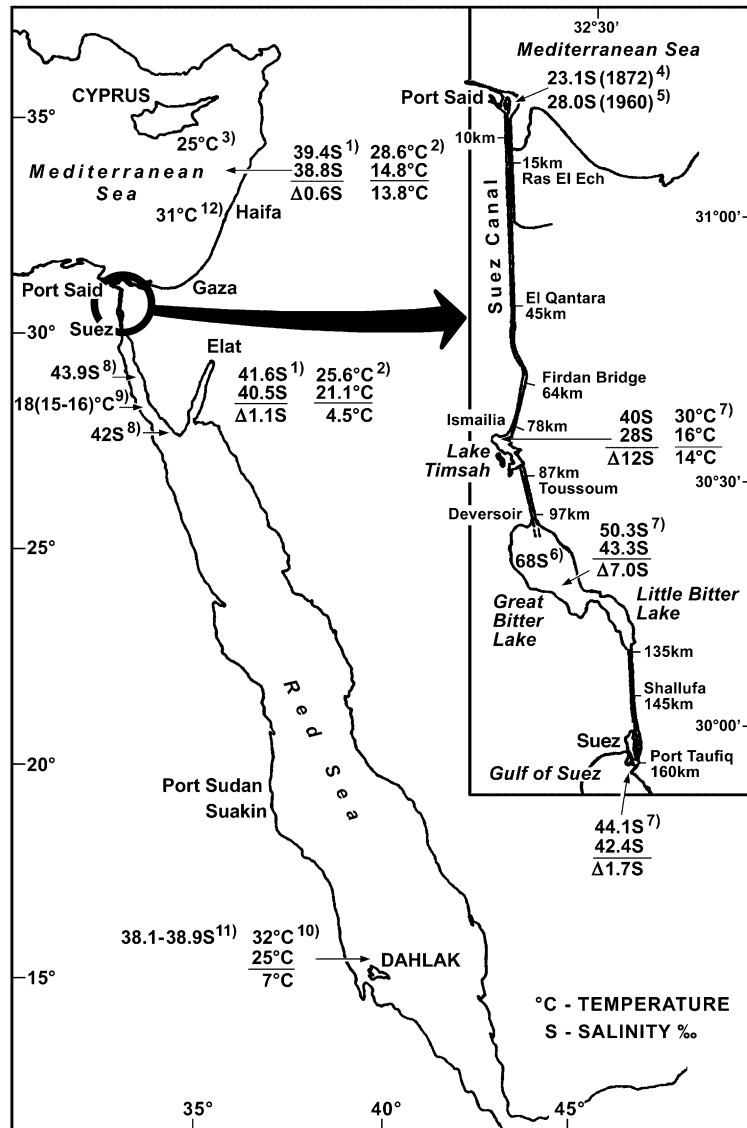 32°30'
Mediterranean Sea
23.1S (1872) 4)
28.0S (1960) 5)
Port Said
10km
15km
Ras El Ech
31°00'
Suez Canal
El Qantara
45km
Firdan Bridge
64km
Ismailia
78km
40S 30°C 7)
28S 16°C
Δ12S 14°C
Lake
Timsah
87km
Toussoum
30°30'
Deversoir
97km
50.3S 7)
43.3S
Δ7.0S
68S 6)
Great
Bitter
Lake
Little Bitter
Lake
135km
Shallufa
145km
30°00'
Suez
Port Taufiq
160km
Gulf of Suez
44.1S 7)
42.4S
Δ1.7S
35°
CYPRUS
25°C 3)
Mediterranean
Sea
39.4S 1) 28.6°C 2)
38.8S 14.8°C
Δ0.6S 13.8°C
31°C 12)
Haifa
Port Said
Gaza
Suez
30°
Elat
43.9S 8)
41.6S 1) 25.6°C 2)
40.5S 21.1°C
Δ1.1S 4.5°C
18(15-16)°C 9)
42S 8)
25°
Red Sea
20°
Port Sudan
Suakin
38.1-38.9S 11) 32°C 10)
25°C
7°C
DAHLAK
15°
°C - TEMPERATURE
S - SALINITY ‰
35° 40° 45°